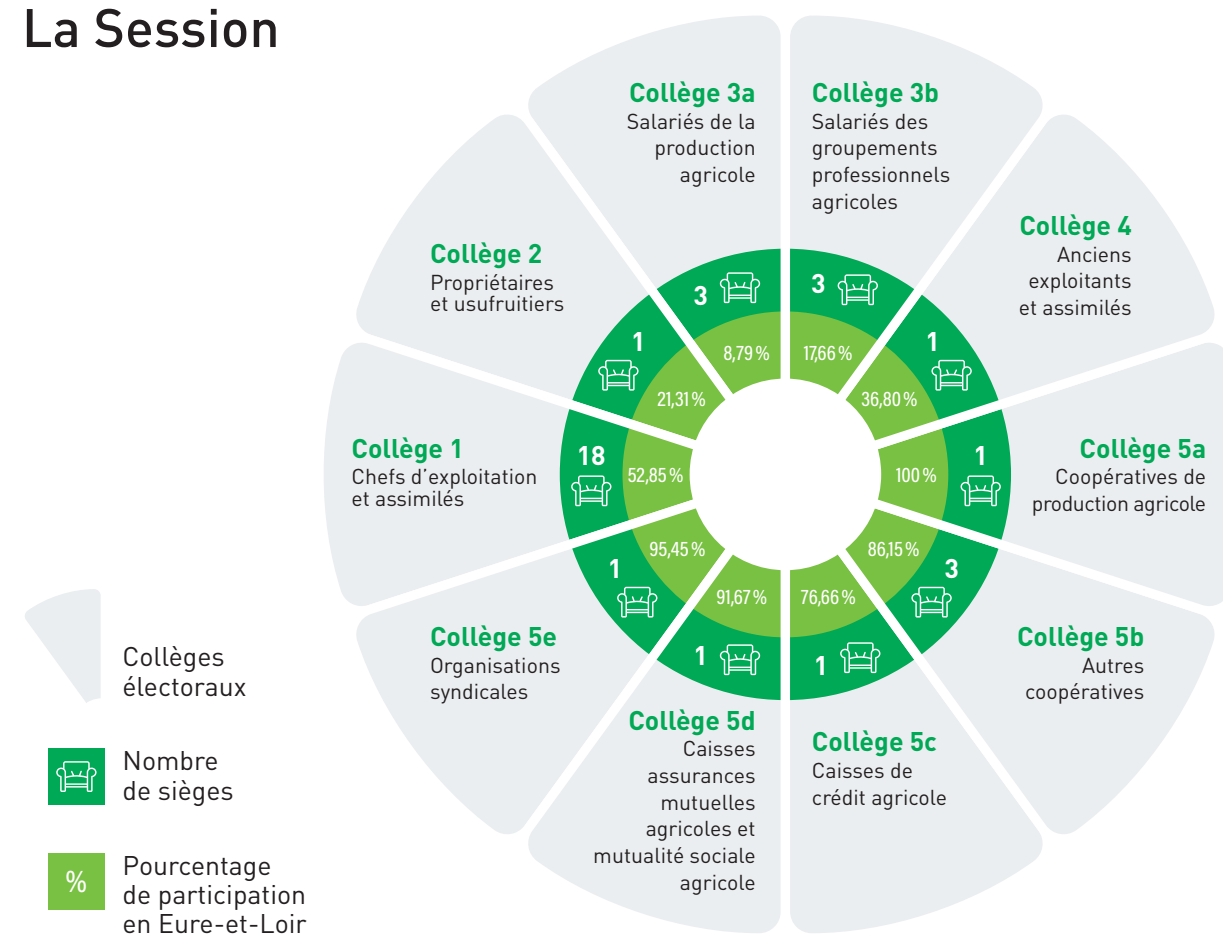 La Session
Collège 3a
Salariés de la
production
agricole
3
8,79 %
Collège 3b
Salariés des
groupements
professionnels
agricoles
3
17,66 %
Collège 4
Anciens
exploitants
et assimilés
1
36,80 %
Collège 5a
Coopératives de
production agricole
1
100 %
Collège 5b
Autres
coopératives
3
86,15 %
Collège 5c
Caisses de
crédit agricole
1
76,66 %
Collège 5d
Caisses
assurances
mutuelles
agricoles et
mutualité sociale
agricole
1
91,67 %
Collège 5e
Organisations
syndicales
1
95,45 %
Collège 1
Chefs d'exploitation
et assimilés
18
52,85 %
Collège 2
Propriétaires
et usufruitiers
1
21,31 %
Collèges
électoraux
Nombre
de sièges
%
Pourcentage
de participation
en Eure-et-Loir